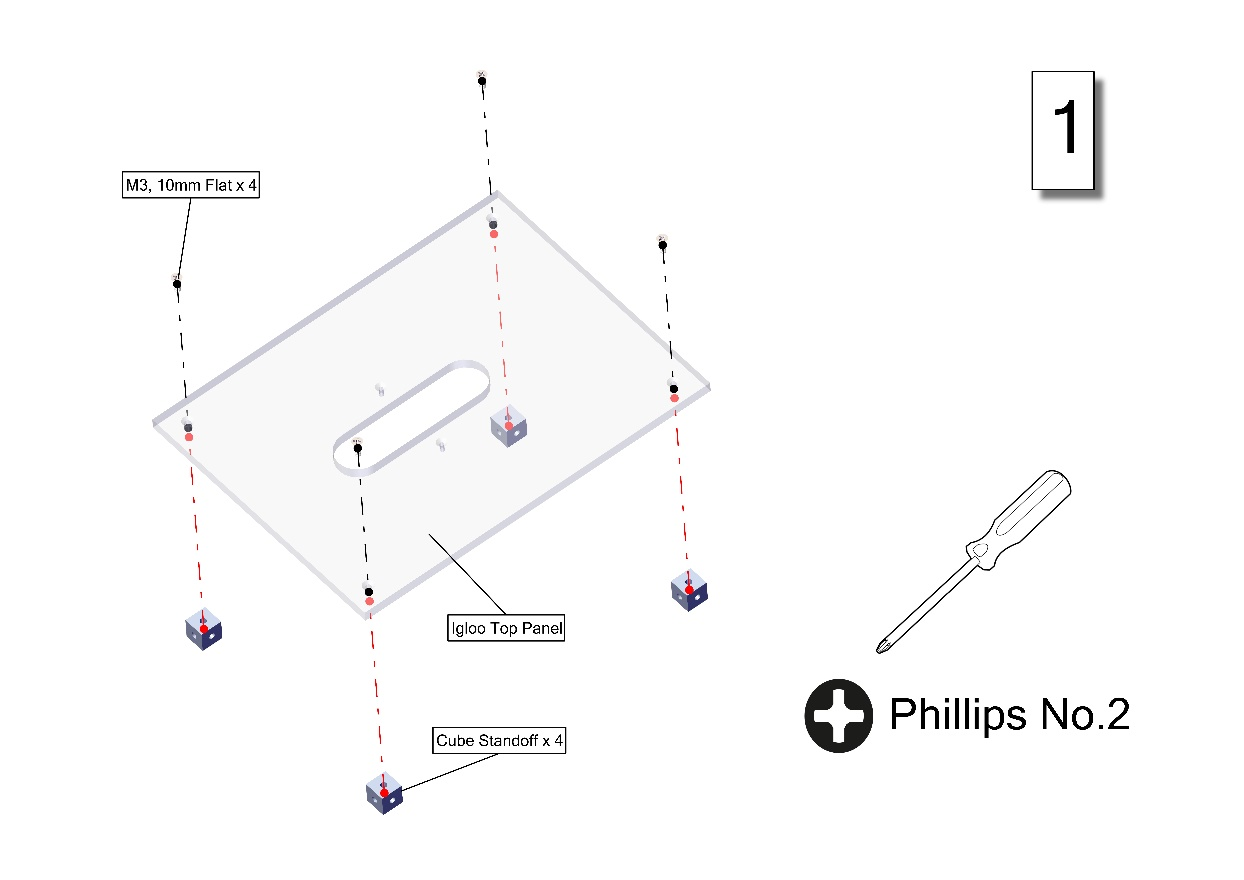 1
M3, 10mm Flat x 4
Igloo Top Panel
Cube Standoff x 4
Phillips No.2